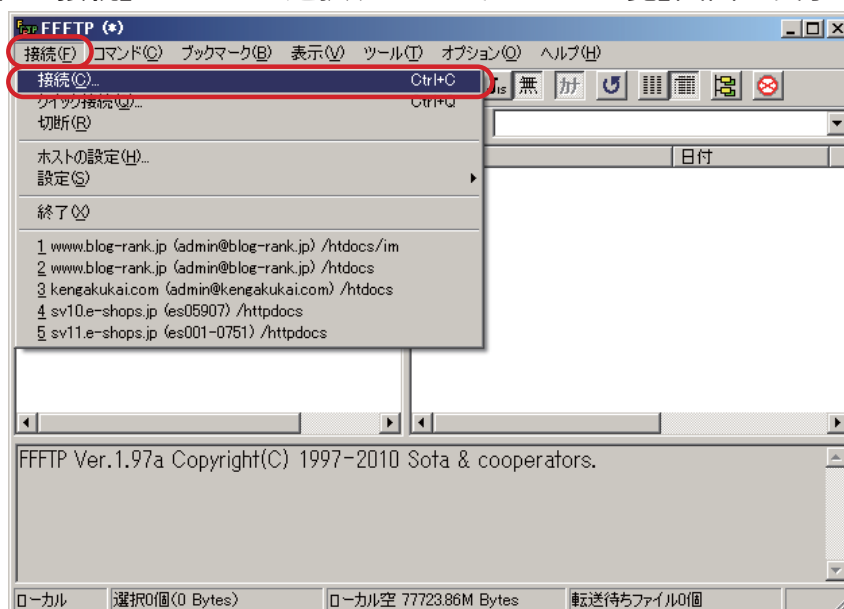 FFFTP (*)
接続(F) コマンド(C) ブックマーク(B) 表示(V) ツール(T) オプション(O) ヘルプ(H)
接続(C)... Ctrl+C
クイック接続(Q)... Ctrl+Q
切断(R)
ホストの設定(H)...
設定(S)
終了(X)
1 www.blog-rank.jp (admin@blog-rank.jp) /htdocs/im
2 www.blog-rank.jp (admin@blog-rank.jp) /htdocs
3 kengakukai.com (admin@kengakukai.com) /htdocs
4 sv10.e-shops.jp (es05907) /httpdocs
5 sv11.e-shops.jp (es001-0751) /httpdocs
JIS 無 カナ
日付
FFFTP Ver.1.97a Copyright(C) 1997-2010 Sota & cooperators.
ローカル 選択0個(0 Bytes) ローカル空 77723.86M Bytes 転送待ちファイル0個